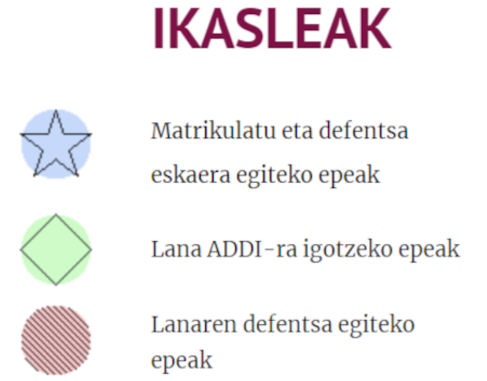 IKASLEAK
Matrikulatu eta defentsa
eskaera egiteko epeak
Lana ADDI-ra igotzeko epeak
Lanaren defentsa egiteko
epeak